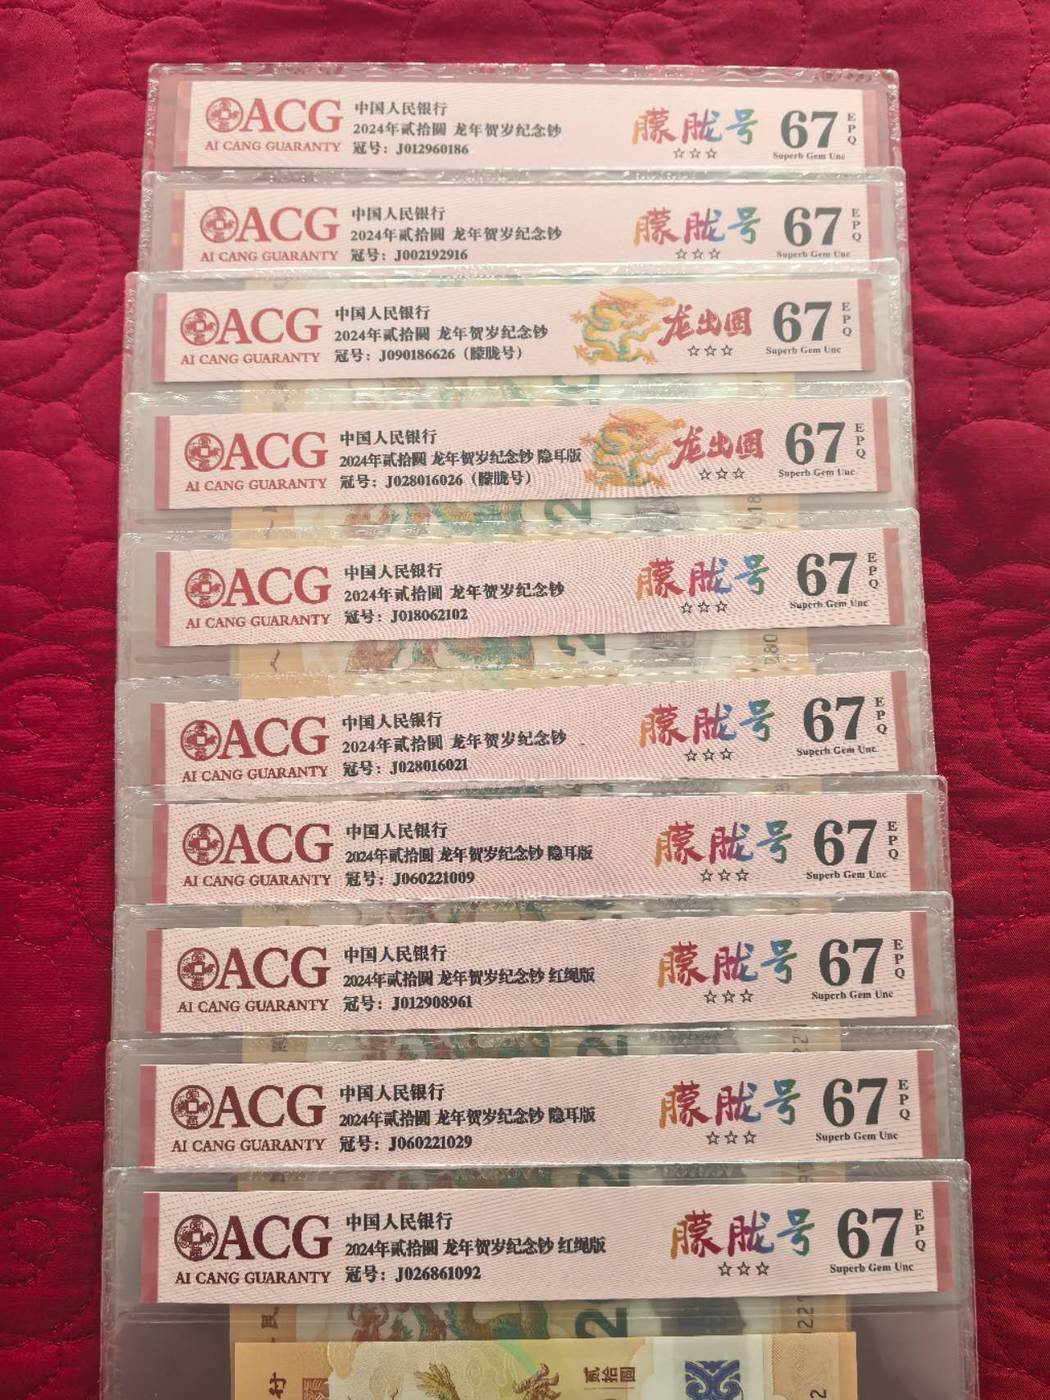 ACG
AI CANG GUARANTY
中国人民银行
2024年贰拾圆 龙年贺岁纪念钞
冠号：J012960186
朦胧号
☆☆☆
67
EPQ
Superb Gem Unc
ACG
AI CANG GUARANTY
中国人民银行
2024年贰拾圆 龙年贺岁纪念钞
冠号：J002192916
朦胧号
☆☆☆
67
EPQ
Superb Gem Unc
ACG
AI CANG GUARANTY
中国人民银行
2024年贰拾圆 龙年贺岁纪念钞
冠号：J090186626（朦胧号）
龙出圆
☆☆☆
67
EPQ
Superb Gem Unc
ACG
AI CANG GUARANTY
中国人民银行
2024年贰拾圆 龙年贺岁纪念钞 隐耳版
冠号：J028016026（朦胧号）
龙出圆
☆☆☆
67
EPQ
Superb Gem Unc
ACG
AI CANG GUARANTY
中国人民银行
2024年贰拾圆 龙年贺岁纪念钞
冠号：J018062102
朦胧号
☆☆☆
67
EPQ
Superb Gem Unc
ACG
AI CANG GUARANTY
中国人民银行
2024年贰拾圆 龙年贺岁纪念钞
冠号：J028016021
朦胧号
☆☆☆
67
EPQ
Superb Gem Unc
ACG
AI CANG GUARANTY
中国人民银行
2024年贰拾圆 龙年贺岁纪念钞 隐耳版
冠号：J060221009
朦胧号
☆☆☆
67
EPQ
Superb Gem Unc
ACG
AI CANG GUARANTY
中国人民银行
2024年贰拾圆 龙年贺岁纪念钞 红绳版
冠号：J012908961
朦胧号
☆☆☆
67
EPQ
Superb Gem Unc
ACG
AI CANG GUARANTY
中国人民银行
2024年贰拾圆 龙年贺岁纪念钞 隐耳版
冠号：J060221029
朦胧号
☆☆☆
67
EPQ
Superb Gem Unc
ACG
AI CANG GUARANTY
中国人民银行
2024年贰拾圆 龙年贺岁纪念钞 红绳版
冠号：J026861092
朦胧号
☆☆☆
67
EPQ
Superb Gem Unc
行
贰拾圆
2